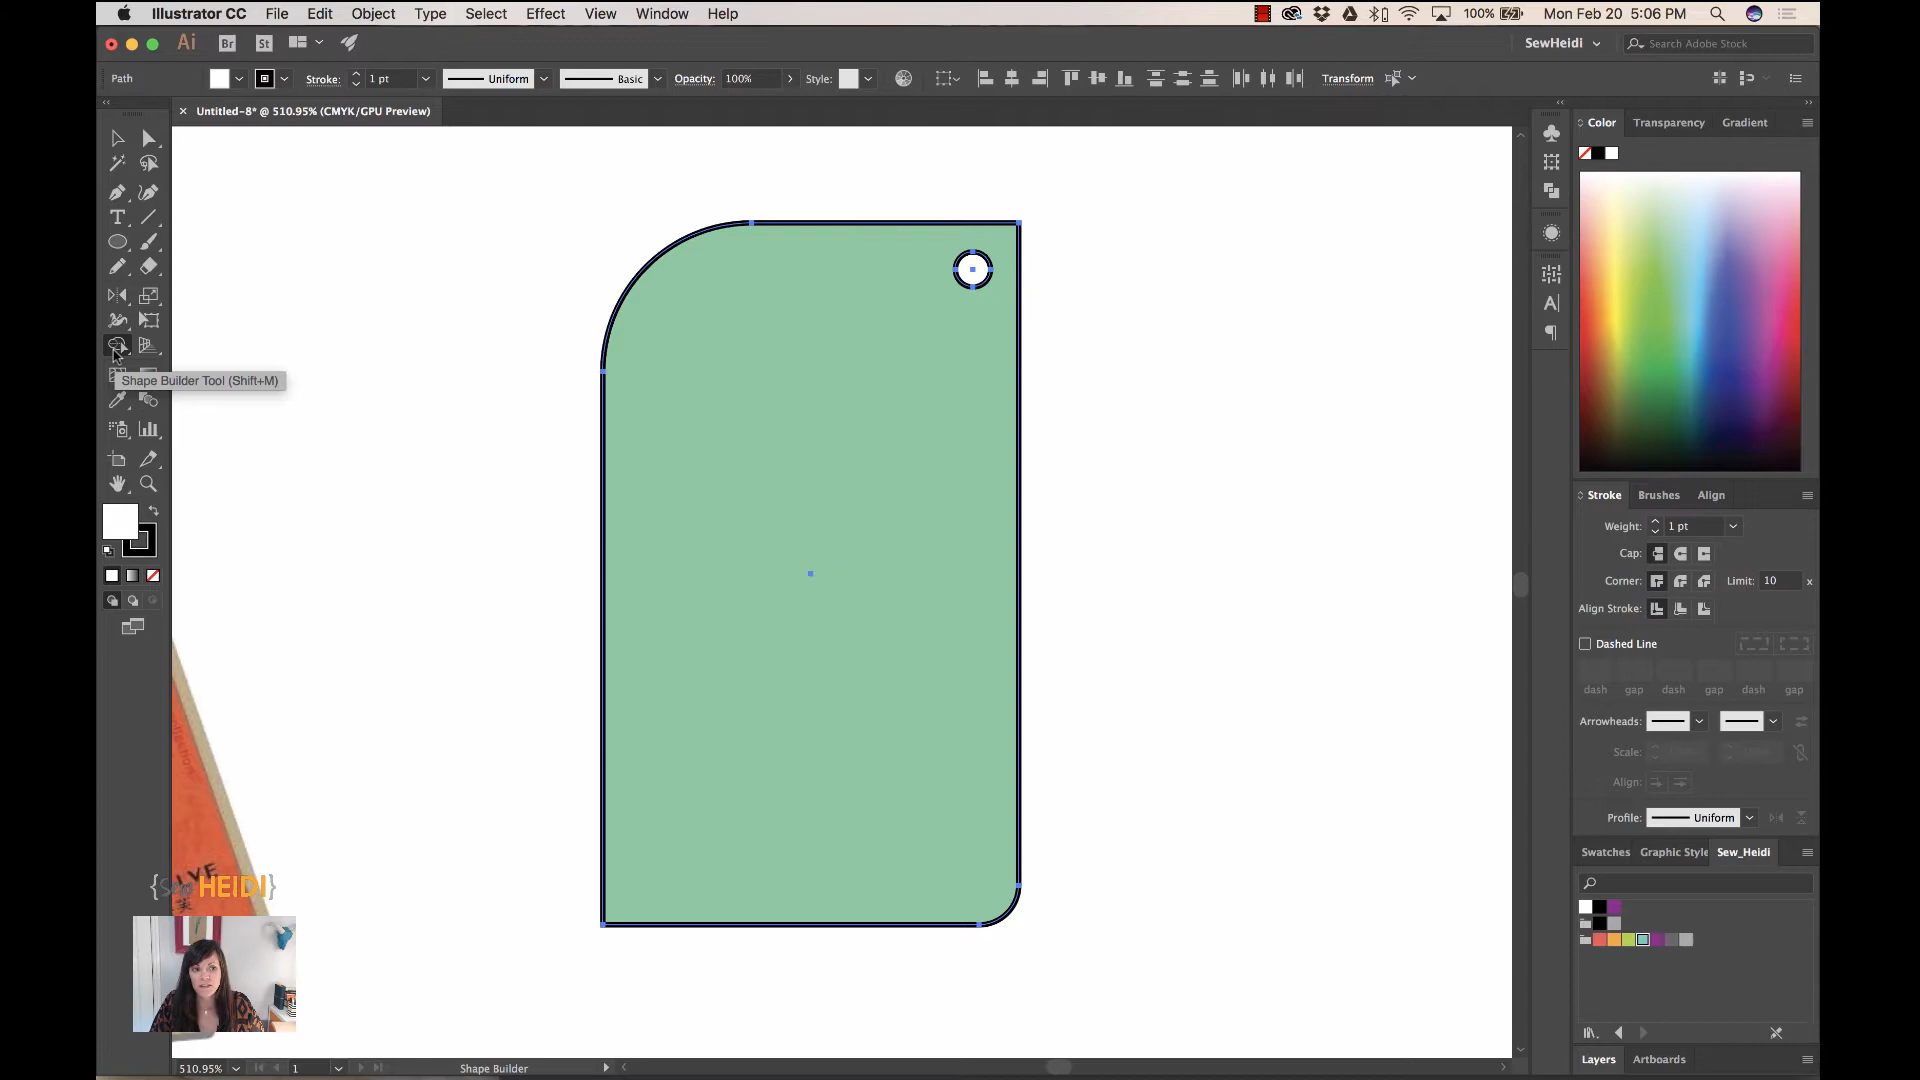 Illustrator CC File Edit Object Type Select Effect View Window Help 100% Mon Feb 20 5:06 PM
Ai Br St SewHeidi Search Adobe Stock
Path Stroke: 1 pt Uniform Basic Opacity: 100% Style: Transform
× Untitled-8* @ 510.95% (CMYK/GPU Preview)
Color Transparency Gradient
Shape Builder Tool (Shift+M)
Stroke Brushes Align
Weight: 1 pt
Cap:
Corner: Limit: 10 x
Align Stroke:
Dashed Line
dash gap dash gap dash gap
Arrowheads:
Scale:
Align:
Profile: Uniform
Swatches Graphic Style Sew_Heidi
{Sew HEIDI}
510.95% 1 Shape Builder
Layers Artboards